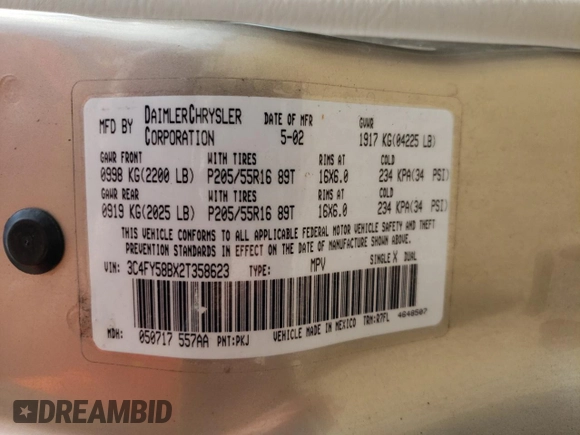 MFD BY DAIMLERCHRYSLER CORPORATION DATE OF MFR 5-02 GVWR 1917 KG(04225 LB)
GAWR FRONT WITH TIRES RIMS AT COLD
0998 KG(2200 LB) P205/55R16 89T 16X6.0 234 KPA(34 PSI)
GAWR REAR WITH TIRES RIMS AT COLD
0919 KG(2025 LB) P205/55R16 89T 16X6.0 234 KPA(34 PSI)
THIS VEHICLE CONFORMS TO ALL APPLICABLE FEDERAL MOTOR VEHICLE SAFETY AND THEFT
PREVENTION STANDARDS IN EFFECT ON THE DATE OF MANUFACTURE SHOWN ABOVE.
VIN: 3C4FY58BX2T358623 TYPE: MPV SINGLE X DUAL
MDH: 050717 557AA PNT:PKJ VEHICLE MADE IN MEXICO TRM:07FL 4648507
DREAMBID